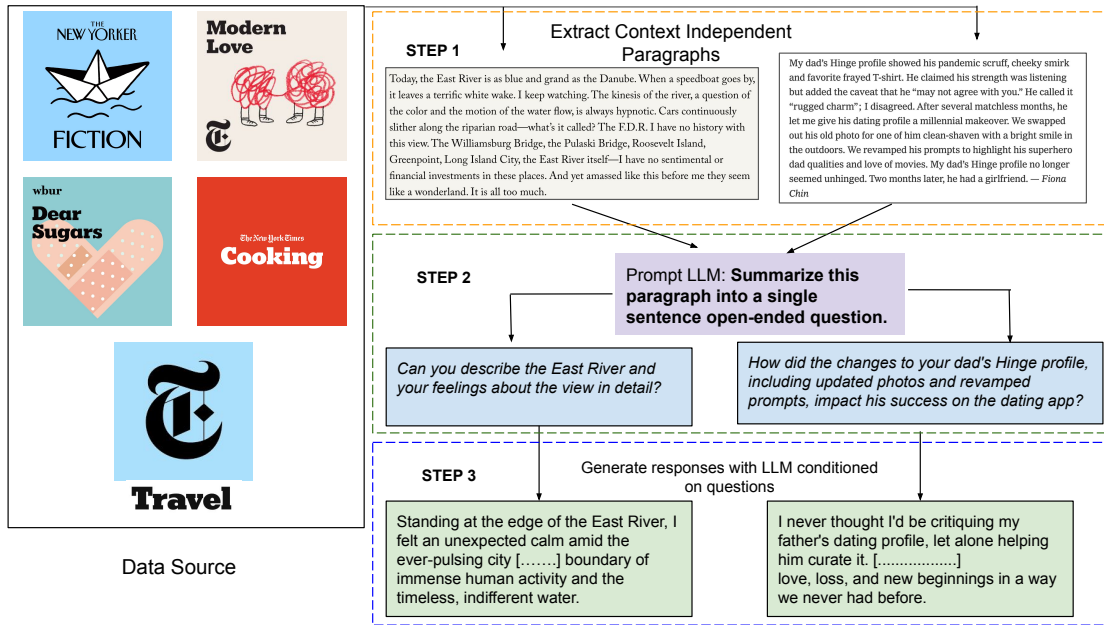 THE
NEW YORKER
FICTION
Modern
Love
T
wbur
Dear
Sugars
The New York Times
Cooking
T
Travel
Data Source
STEP 1
Extract Context Independent
Paragraphs
Today, the East River is as blue and grand as the Danube. When a speedboat goes by,
it leaves a terrific white wake. I keep watching. The kinesis of the river, a question of
the color and the motion of the water flow, is always hypnotic. Cars continuously
slither along the riparian road—what's it called? The F.D.R. I have no history with
this view. The Williamsburg Bridge, the Pulaski Bridge, Roosevelt Island,
Greenpoint, Long Island City, the East River itself—I have no sentimental or
financial investments in these places. And yet amassed like this before me they seem
like a wonderland. It is all too much.
My dad's Hinge profile showed his pandemic scruff, cheeky smirk
and favorite frayed T-shirt. He claimed his strength was listening
but added the caveat that he “may not agree with you.” He called it
“rugged charm”; I disagreed. After several matchless months, he
let me give his dating profile a millennial makeover. We swapped
out his old photo for one of him clean-shaven with a bright smile in
the outdoors. We revamped his prompts to highlight his superhero
dad qualities and love of movies. My dad's Hinge profile no longer
seemed unhinged. Two months later, he had a girlfriend. — Fiona
Chin
STEP 2
Prompt LLM: Summarize this
paragraph into a single
sentence open-ended question.
Can you describe the East River and
your feelings about the view in detail?
How did the changes to your dad's Hinge profile,
including updated photos and revamped
prompts, impact his success on the dating app?
STEP 3
Generate responses with LLM conditioned
on questions
Standing at the edge of the East River, I
felt an unexpected calm amid the
ever-pulsing city […….] boundary of
immense human activity and the
timeless, indifferent water.
I never thought I'd be critiquing my
father's dating profile, let alone helping
him curate it. [..................]
love, loss, and new beginnings in a way
we never had before.